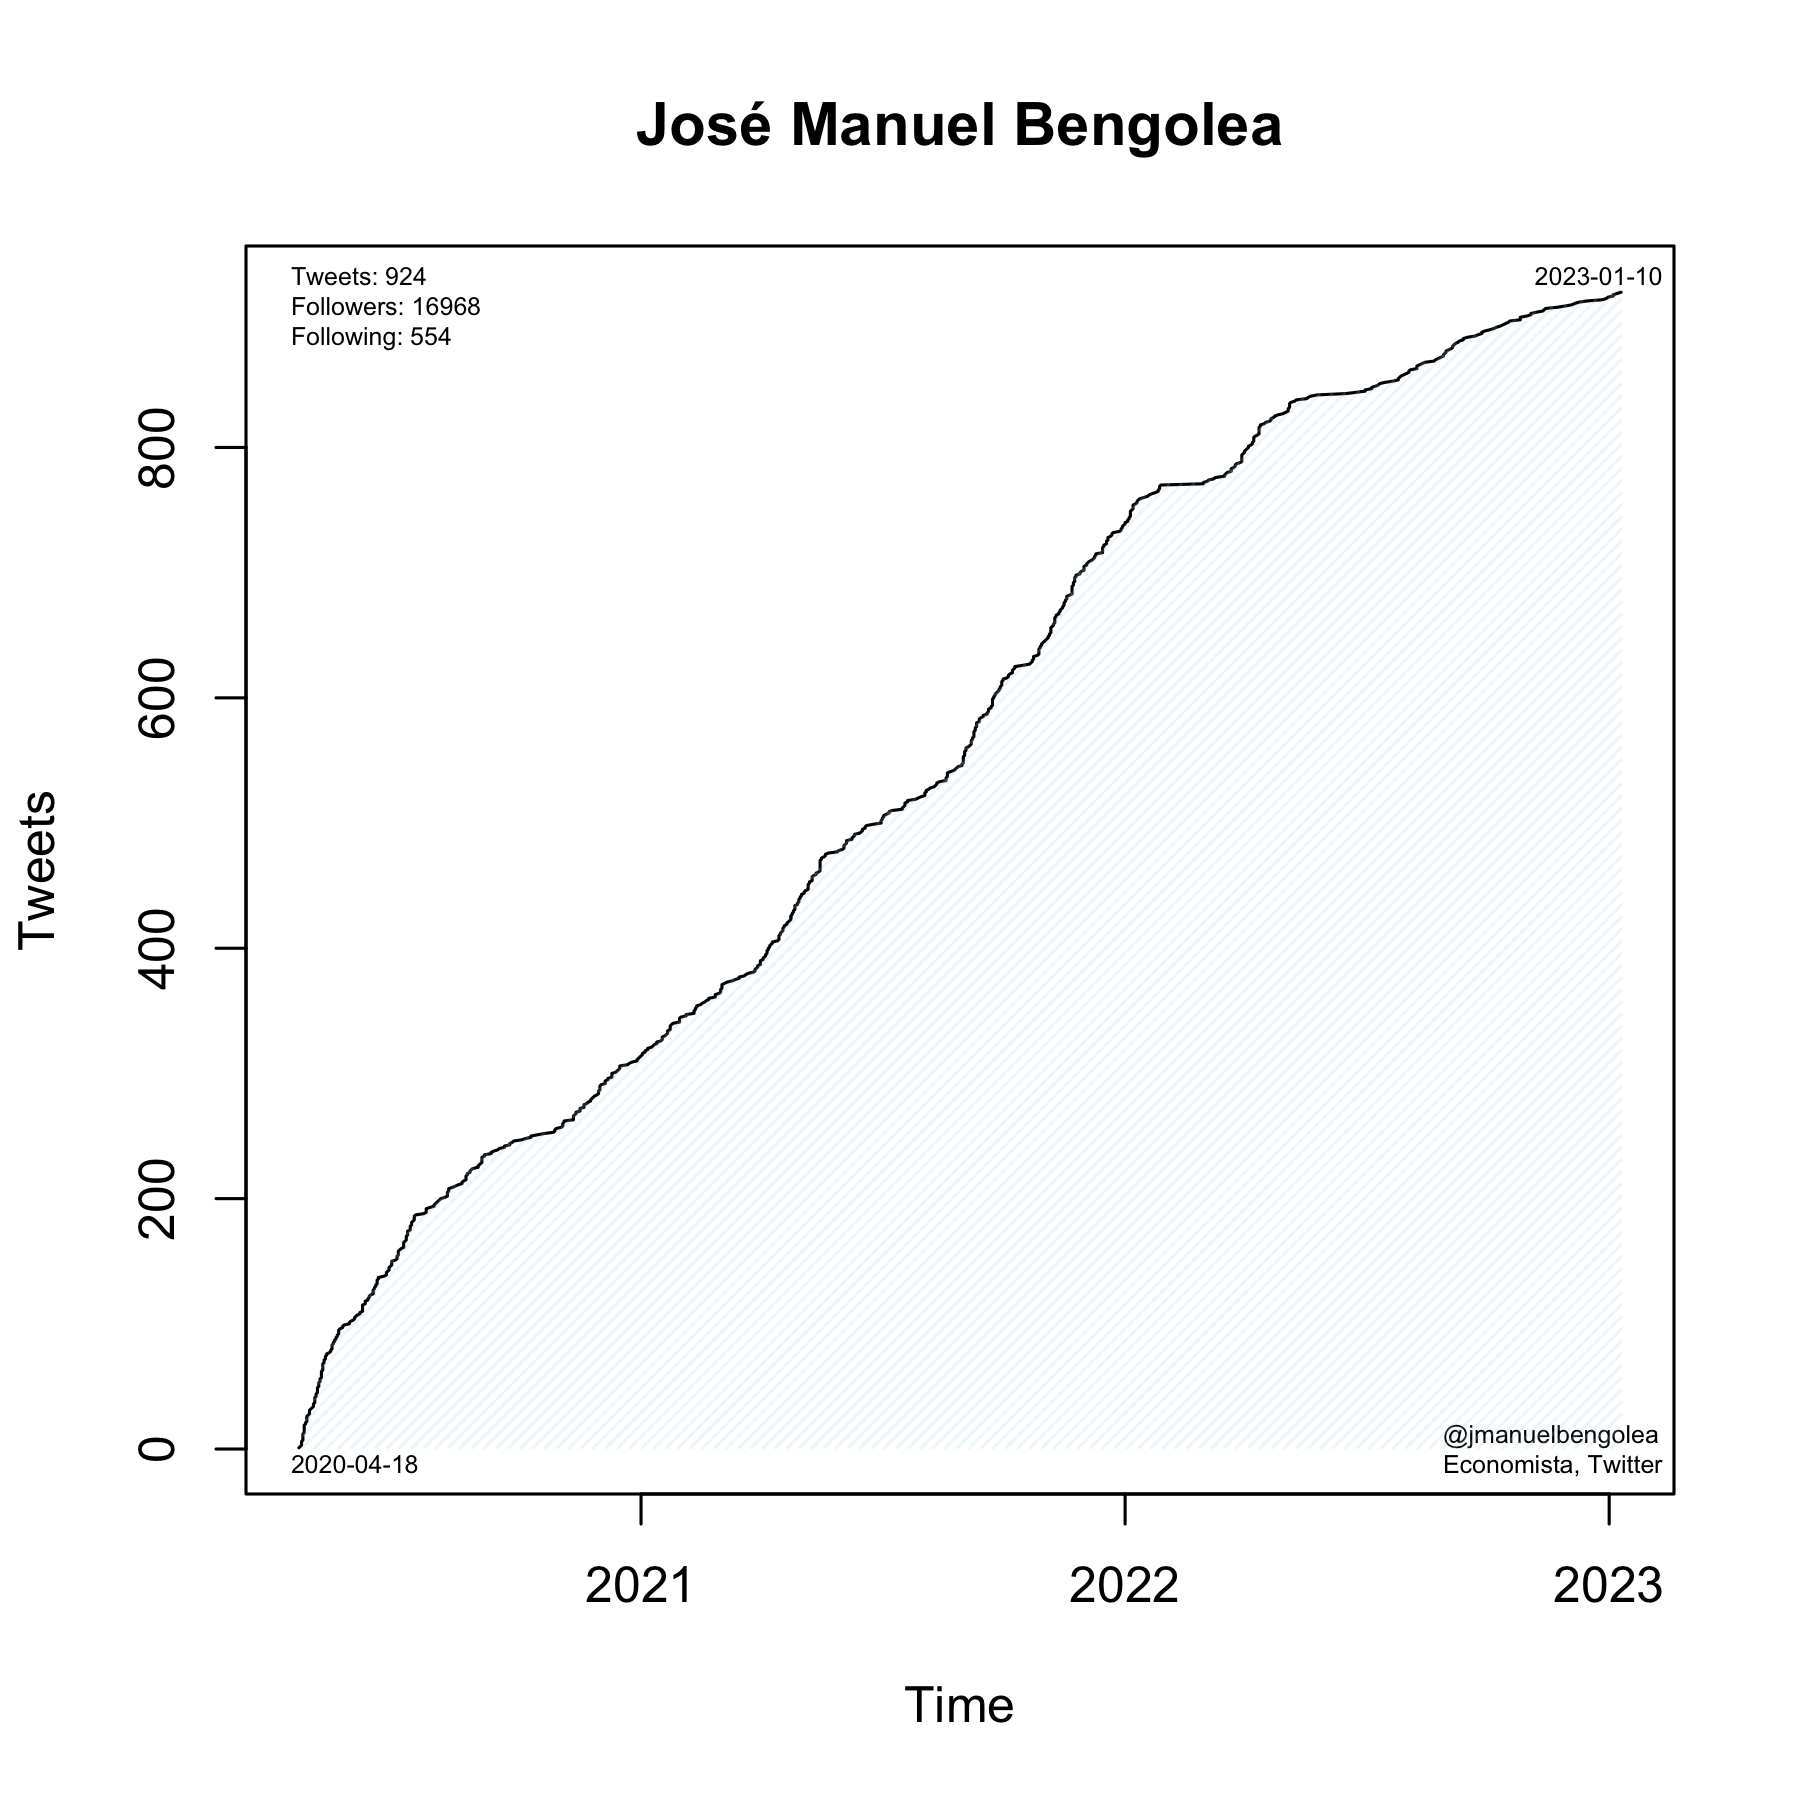 José Manuel Bengolea
Tweets: 924
Followers: 16968
Following: 554
2023-01-10
800
600
400
200
0
Tweets
2020-04-18
@jmanuelbengolea
Economista, Twitter
2021
2022
2023
Time